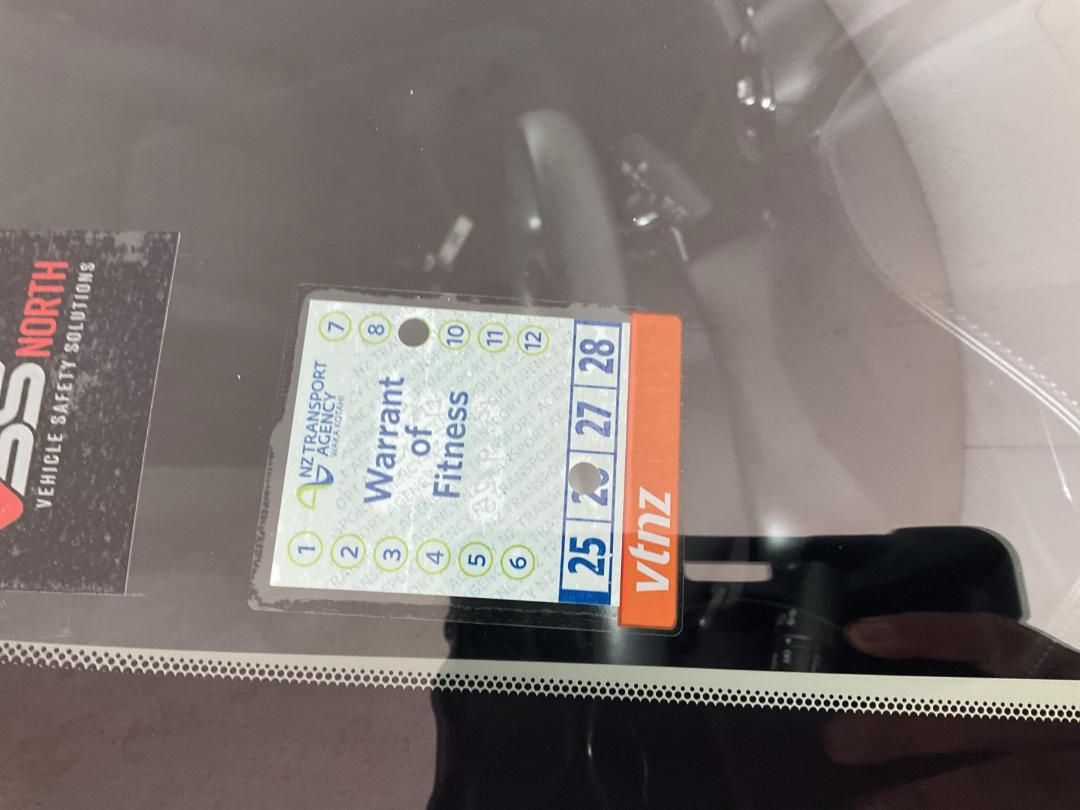 NORTH
VEHICLE SAFETY SOLUTIONS
NZ TRANSPORT
AGENCY
WAKA KOTAHI
Warrant
of
Fitness
1
2
3
4
5
6
7
8
10
11
12
25 27 28
vtnz